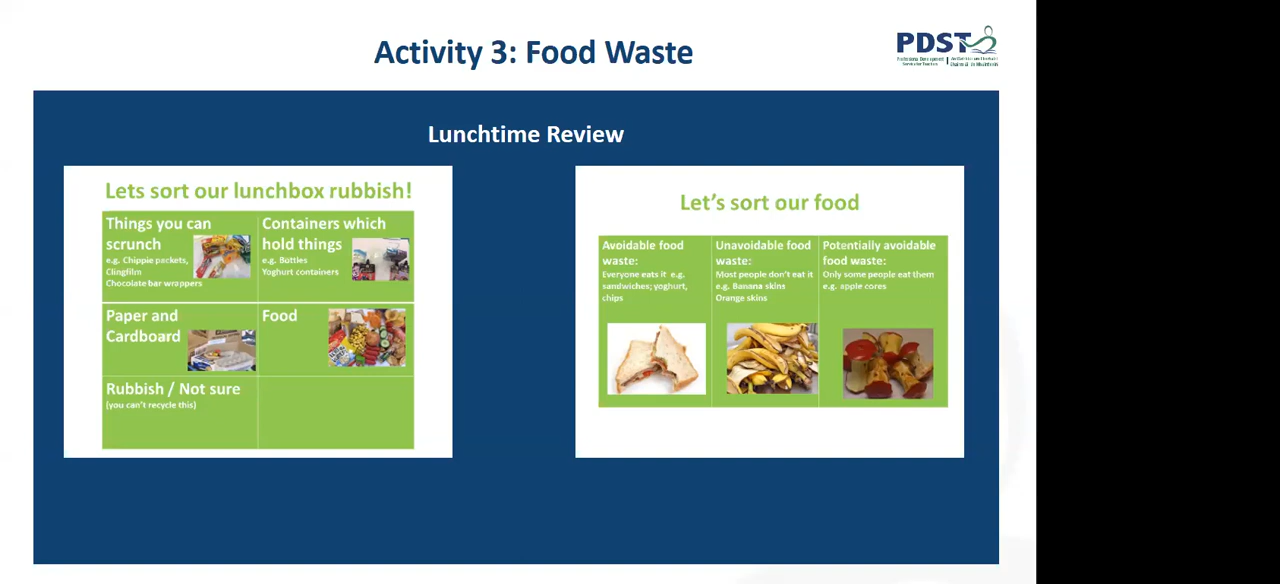 Activity 3: Food Waste
PDST
Lunchtime Review
Lets sort our lunchbox rubbish!
Things you can
scrunch
e.g. Chippie packets,
Clingfilm
Chocolate bar wrappers
Containers which
hold things
e.g. Bottles
Yoghurt containers
Paper and
Cardboard
Food
Rubbish / Not sure
(you can't recycle this)
Let's sort our food
Avoidable food
waste:
Everyone eats it e.g.
sandwiches; yoghurt,
chips
Unavoidable food
waste:
Most people don't eat it
e.g. Banana skins
Orange skins
Potentially avoidable
food waste:
Only some people eat them
e.g. apple cores